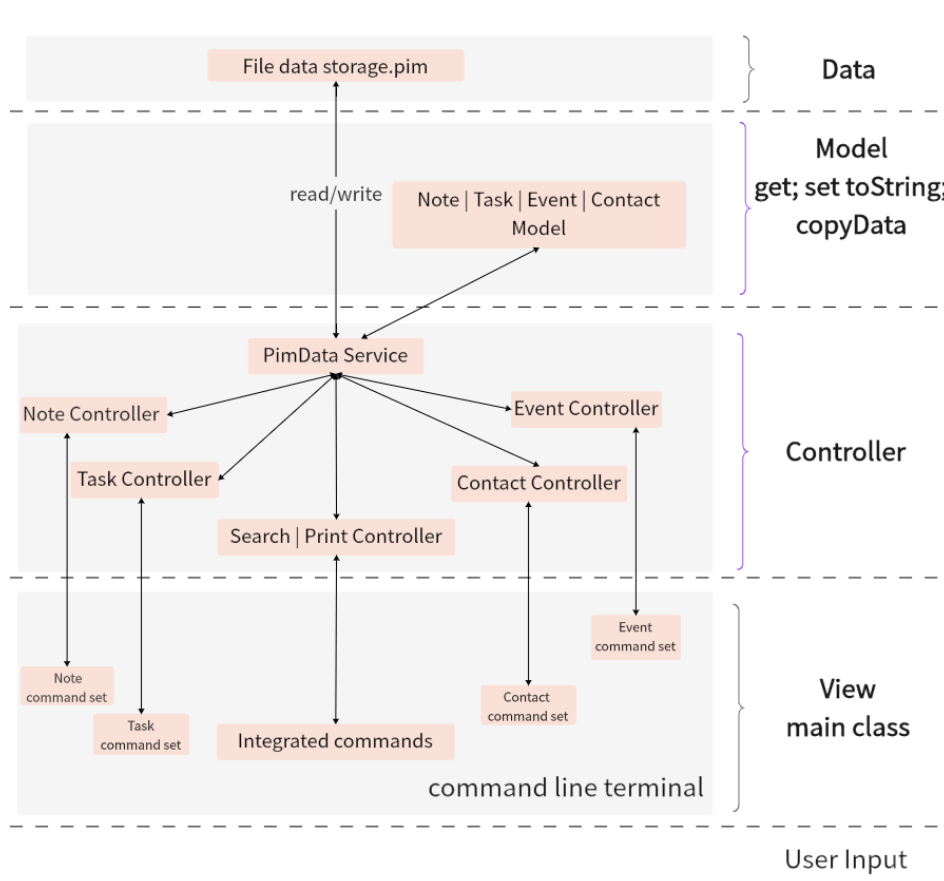 File data storage.pim
Data
read/write
Note | Task | Event | Contact
Model
Model
get; set toString;
copyData
PimData Service
Note Controller
Event Controller
Task Controller
Contact Controller
Search | Print Controller
Controller
Event
command set
Note
command set
Contact
command set
Task
command set
Integrated commands
command line terminal
View
main class
User Input